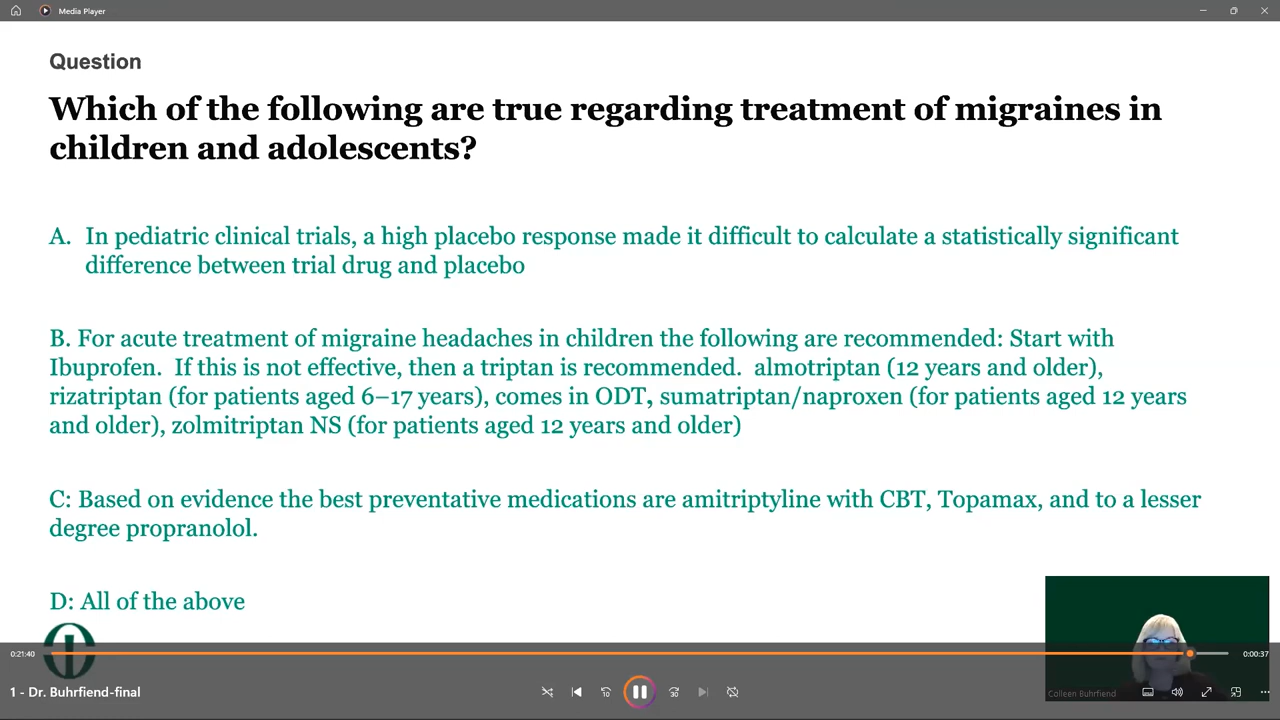 Media Player
Question
Which of the following are true regarding treatment of migraines in
children and adolescents?
A. In pediatric clinical trials, a high placebo response made it difficult to calculate a statistically significant
difference between trial drug and placebo
B. For acute treatment of migraine headaches in children the following are recommended: Start with
Ibuprofen. If this is not effective, then a triptan is recommended. almotriptan (12 years and older),
rizatriptan (for patients aged 6–17 years), comes in ODT, sumatriptan/naproxen (for patients aged 12 years
and older), zolmitriptan NS (for patients aged 12 years and older)
C: Based on evidence the best preventative medications are amitriptyline with CBT, Topamax, and to a lesser
degree propranolol.
D: All of the above
0:21:40
0:00:37
1 - Dr. Buhrfiend-final
10
30
Colleen Buhrfiend